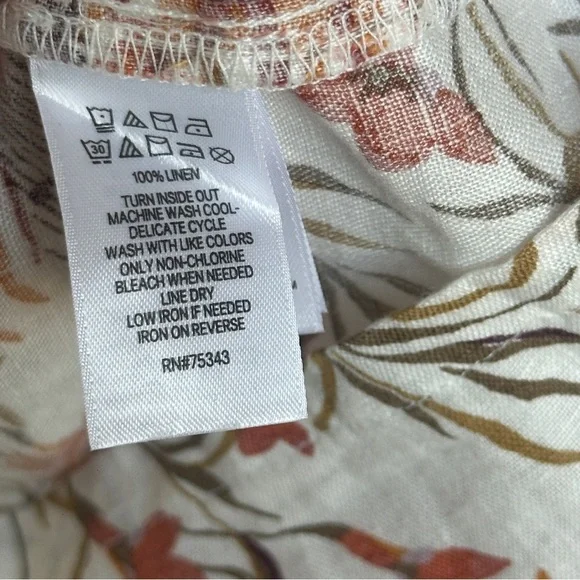 30
100% LINEN
TURN INSIDE OUT
MACHINE WASH COOL-
DELICATE CYCLE
WASH WITH LIKE COLORS
ONLY NON-CHLORINE
BLEACH WHEN NEEDED
LINE DRY
LOW IRON IF NEEDED
IRON ON REVERSE
RN#75343